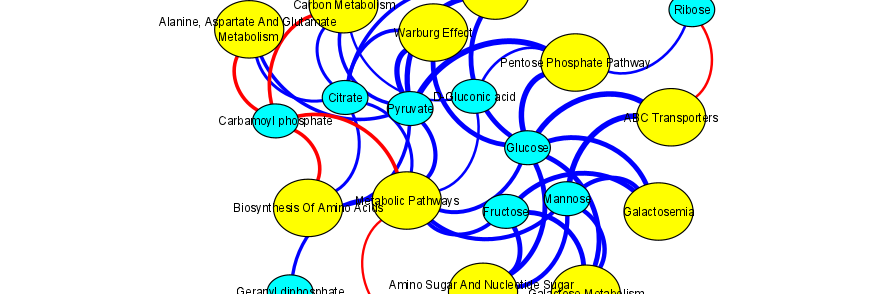 Carbon Metabolism
Ribose
Alanine, Aspartate And Glutamate
Metabolism
Warburg Effect
Pentose Phosphate Pathway
Citrate
D-Gluconic acid
Pyruvate
Carbamoyl phosphate
ABC Transporters
Glucose
Metabolic Pathways
Mannose
Biosynthesis Of Amino Acids
Fructose
Galactosemia
Amino Sugar And Nucleotide Sugar
Geranyl diphosphate
Galactose Metabolism